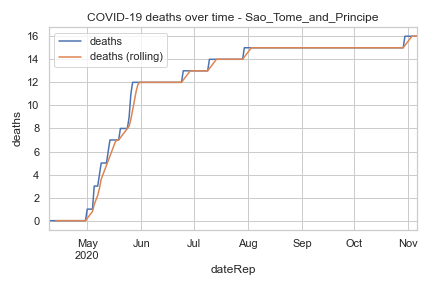 COVID-19 deaths over time - Sao_Tome_and_Principe
deaths
deaths (rolling)
16
14
12
10
8
6
4
2
0
deaths
May Jun Jul Aug Sep Oct Nov
2020
dateRep